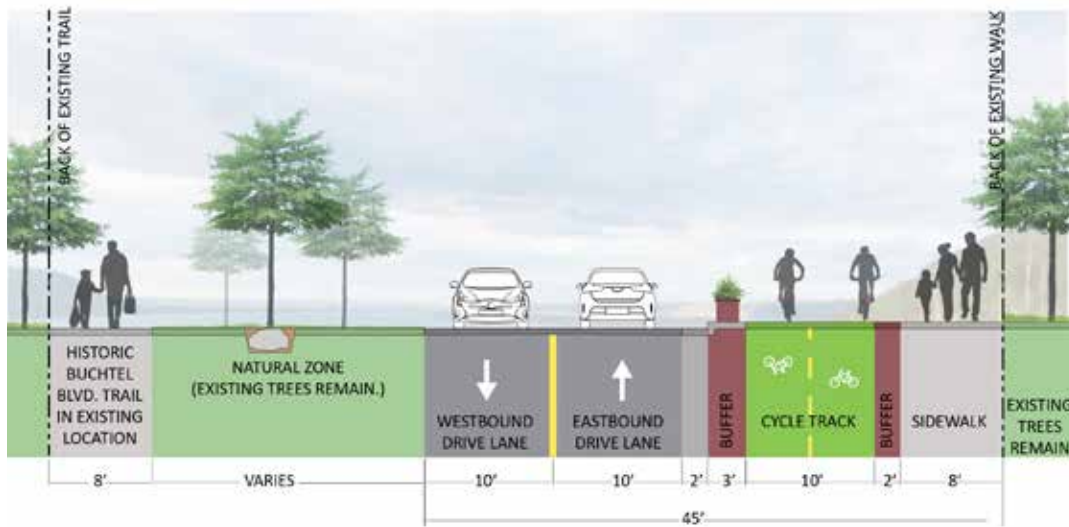 BACK OF EXISTING TRAIL
BACK OF EXISTING WALK
HISTORIC
BUCHTEL
BLVD. TRAIL
IN EXISTING
LOCATION
NATURAL ZONE
(EXISTING TREES REMAIN.)
WESTBOUND
DRIVE LANE
EASTBOUND
DRIVE LANE
BUFFER
CYCLE TRACK
BUFFER
SIDEWALK
EXISTING
TREES
REMAIN
8'
VARIES
10'
10'
2'
3'
10'
2'
8'
45'